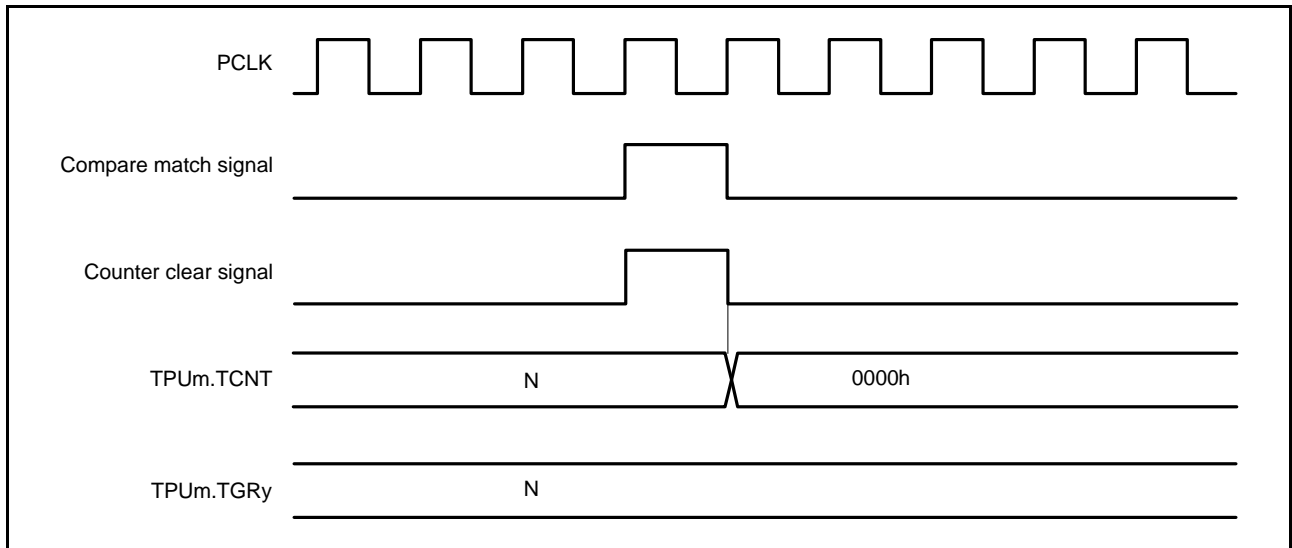 PCLK
Compare match signal
Counter clear signal
TPUm.TCNT
N
0000h
TPUm.TGRy
N